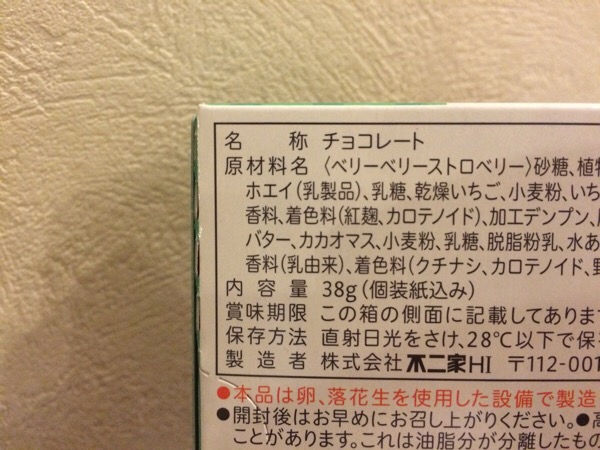 名称 チョコレート
原材料名 〈ベリーベリーストロベリー〉砂糖、植
ホエイ(乳製品)、乳糖、乾燥いちご、小麦粉、いち
香料、着色料(紅麹、カロテノイド)、加工デンプン、
バター、カカオマス、小麦粉、乳糖、脱脂粉乳、水あ
香料(乳由来)、着色料(クチナシ、カロテノイド、野
内容量 38g(個装紙込み)
賞味期限 この箱の側面に記載してあります
保存方法 直射日光をさけ、28℃以下で保
製造者 株式会社不二家HI 〒112-001
●本品は卵、落花生を使用した設備で製造
●開封後はお早めにお召し上がりください。●高
ことがあります。これは油脂分が分離したもの